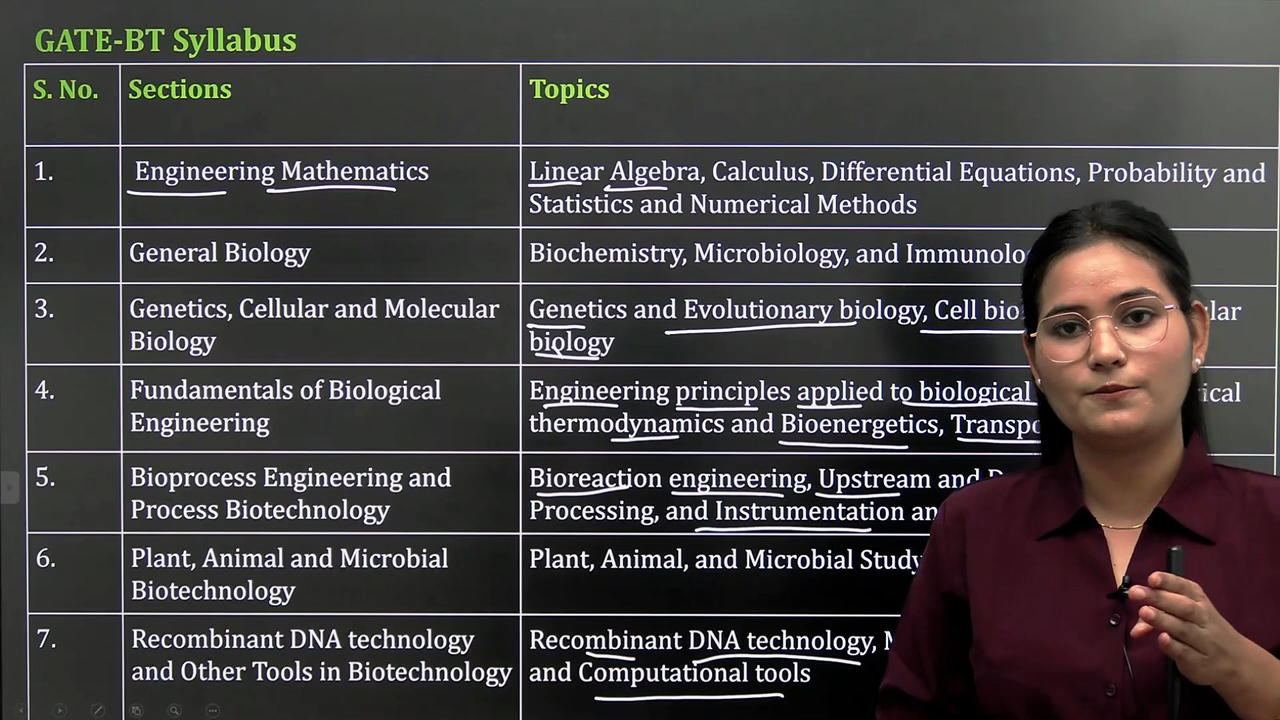 GATE-BT Syllabus
S. No. Sections Topics
1. Engineering Mathematics Linear Algebra, Calculus, Differential Equations, Probability and
Statistics and Numerical Methods
2. General Biology Biochemistry, Microbiology, and
3. Genetics, Cellular and Molecular Genetics and Evolutionary biology, Cell
Biology biology
4. Fundamentals of Biological Engineering principles applied to biological
Engineering thermodynamics and Bioenergetics,
5. Bioprocess Engineering and Bioreaction engineering, Upstream and
Process Biotechnology Processing, and Instrumentation
6. Plant, Animal and Microbial Plant, Animal, and Microbial
Biotechnology
7. Recombinant DNA technology Recombinant DNA technology,
and Other Tools in Biotechnology and Computational tools